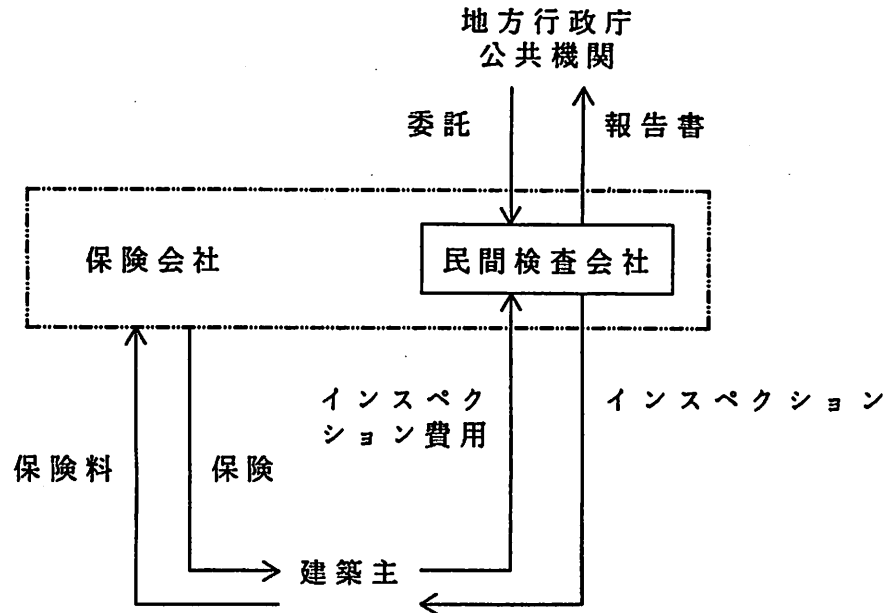 地方行政庁
公共機関
委託
報告書
保険会社
民間検査会社
インスペク
ション費用
インスペクション
保険料
保険
建築主